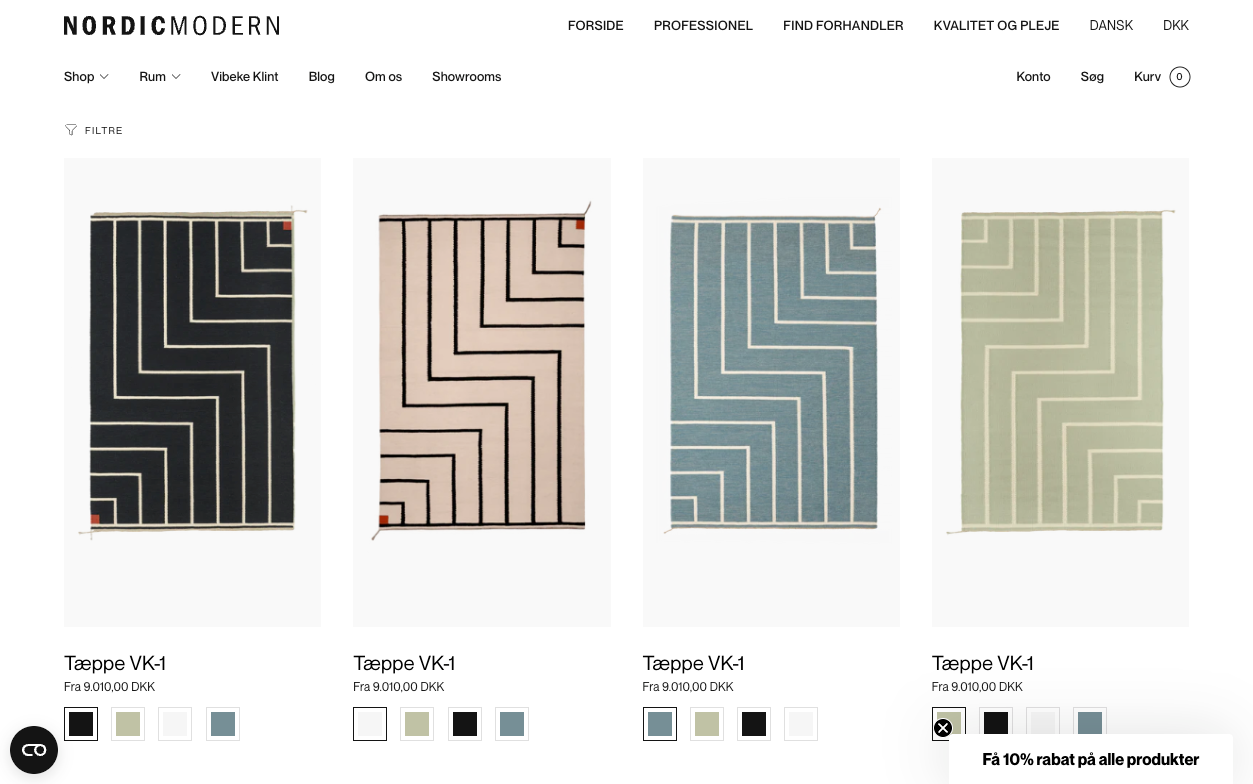 NORDICMODERN
FORSIDE PROFESSIONEL FIND FORHANDLER KVALITET OG PLEJE DANSK DKK
Shop Rum Vibeke Klint Blog Om os Showrooms Konto Søg Kurv 0
FILTRE
Tæppe VK-1 Tæppe VK-1 Tæppe VK-1 Tæppe VK-1
Fra 9.010,00 DKK Fra 9.010,00 DKK Fra 9.010,00 DKK Fra 9.010,00 DKK
Få 10% rabat på alle produkter